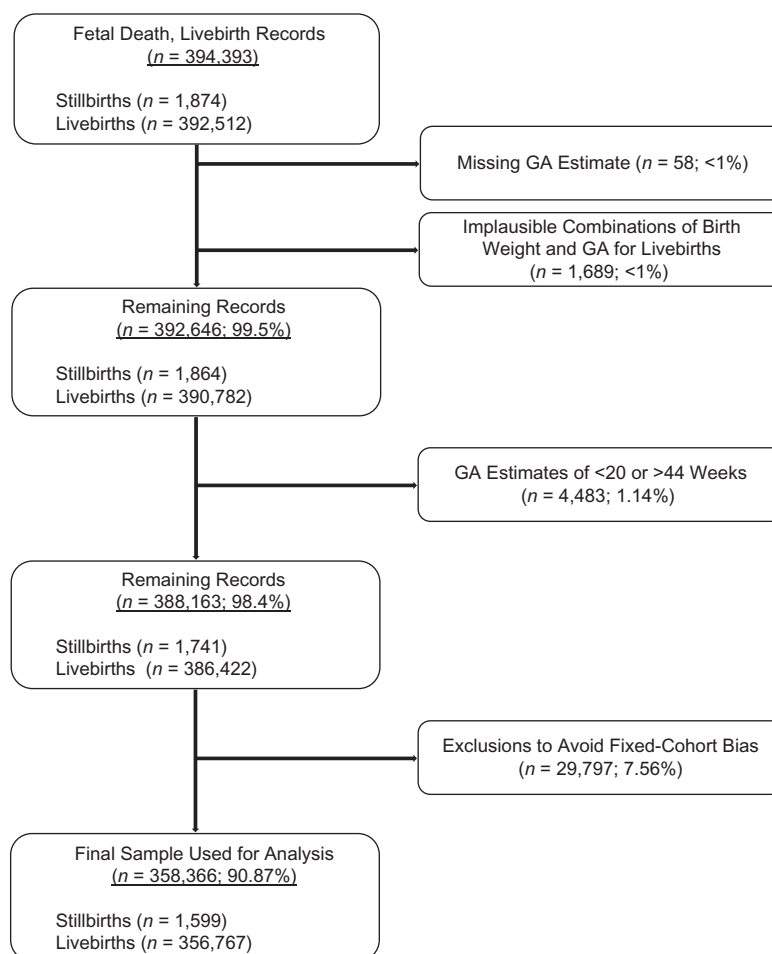 Fetal Death, Livebirth Records
(n = 394,393)
Stillbirths (n = 1,874)
Livebirths (n = 392,512)
Missing GA Estimate (n = 58; <1%)
Implausible Combinations of Birth
Weight and GA for Livebirths
(n = 1,689; <1%)
Remaining Records
(n = 392,646; 99.5%)
Stillbirths (n = 1,864)
Livebirths (n = 390,782)
GA Estimates of <20 or >44 Weeks
(n = 4,483; 1.14%)
Remaining Records
(n = 388,163; 98.4%)
Stillbirths (n = 1,741)
Livebirths (n = 386,422)
Exclusions to Avoid Fixed-Cohort Bias
(n = 29,797; 7.56%)
Final Sample Used for Analysis
(n = 358,366; 90.87%)
Stillbirths (n = 1,599)
Livebirths (n = 356,767)